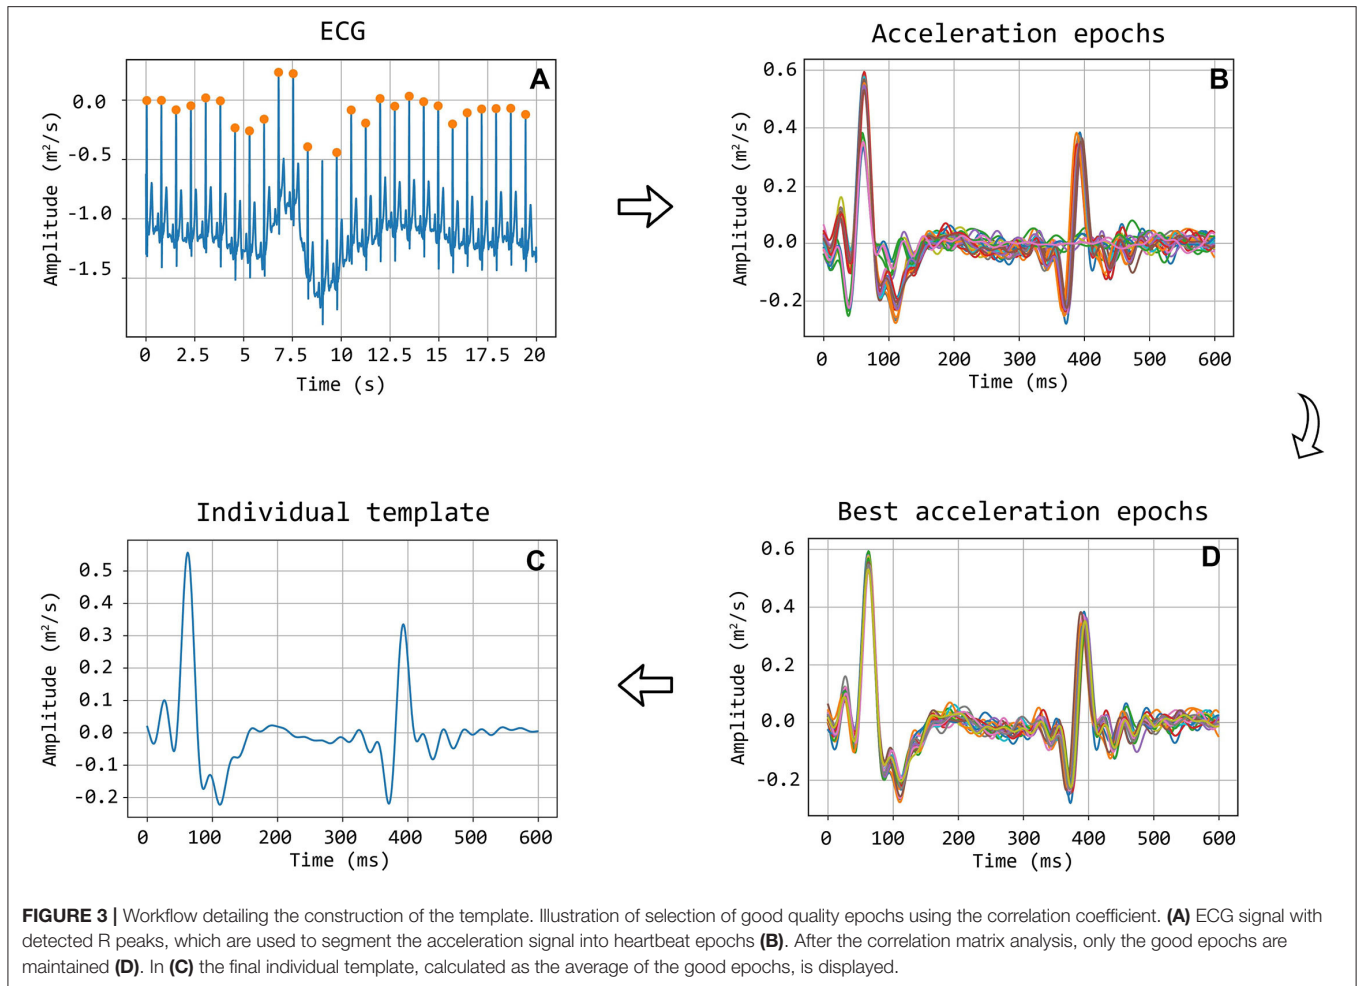 ECG
A
0.0
-0.5
-1.0
-1.5
Amplitude (m²/s)
0 2.5 5 7.5 10 12.5 15 17.5 20
Time (s)
Acceleration epochs
B
0.6
0.4
0.2
0.0
-0.2
Amplitude (m²/s)
0 100 200 300 400 500 600
Time (ms)
Individual template
C
0.5
0.4
0.3
0.2
0.1
0.0
-0.1
-0.2
Amplitude (m²/s)
0 100 200 300 400 500 600
Time (ms)
Best acceleration epochs
D
0.6
0.4
0.2
0.0
-0.2
Amplitude (m²/s)
0 100 200 300 400 500 600
Time (ms)
FIGURE 3 | Workflow detailing the construction of the template. Illustration of selection of good quality epochs using the correlation coefficient. (A) ECG signal with
detected R peaks, which are used to segment the acceleration signal into heartbeat epochs (B). After the correlation matrix analysis, only the good epochs are
maintained (D). In (C) the final individual template, calculated as the average of the good epochs, is displayed.